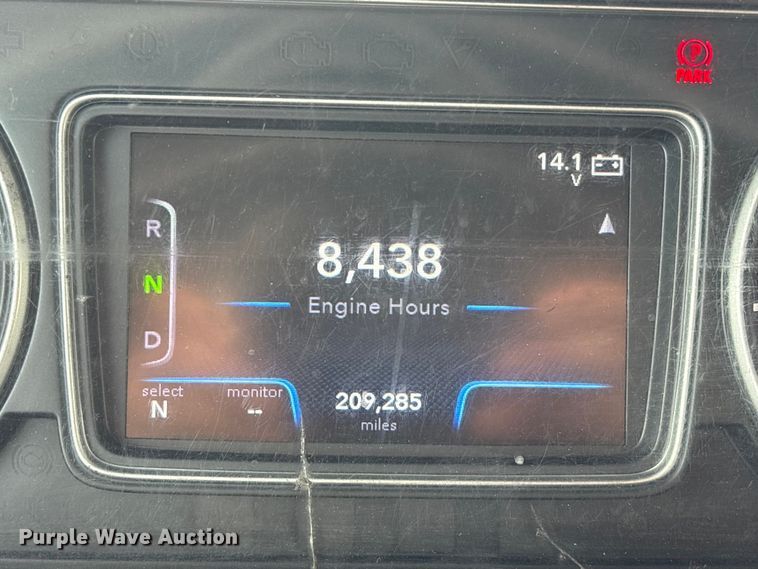 P
PARK
14.1
V
R
8,438
N
Engine Hours
D
select
monitor
N
--
209,285
miles
Purple Wave Auction®